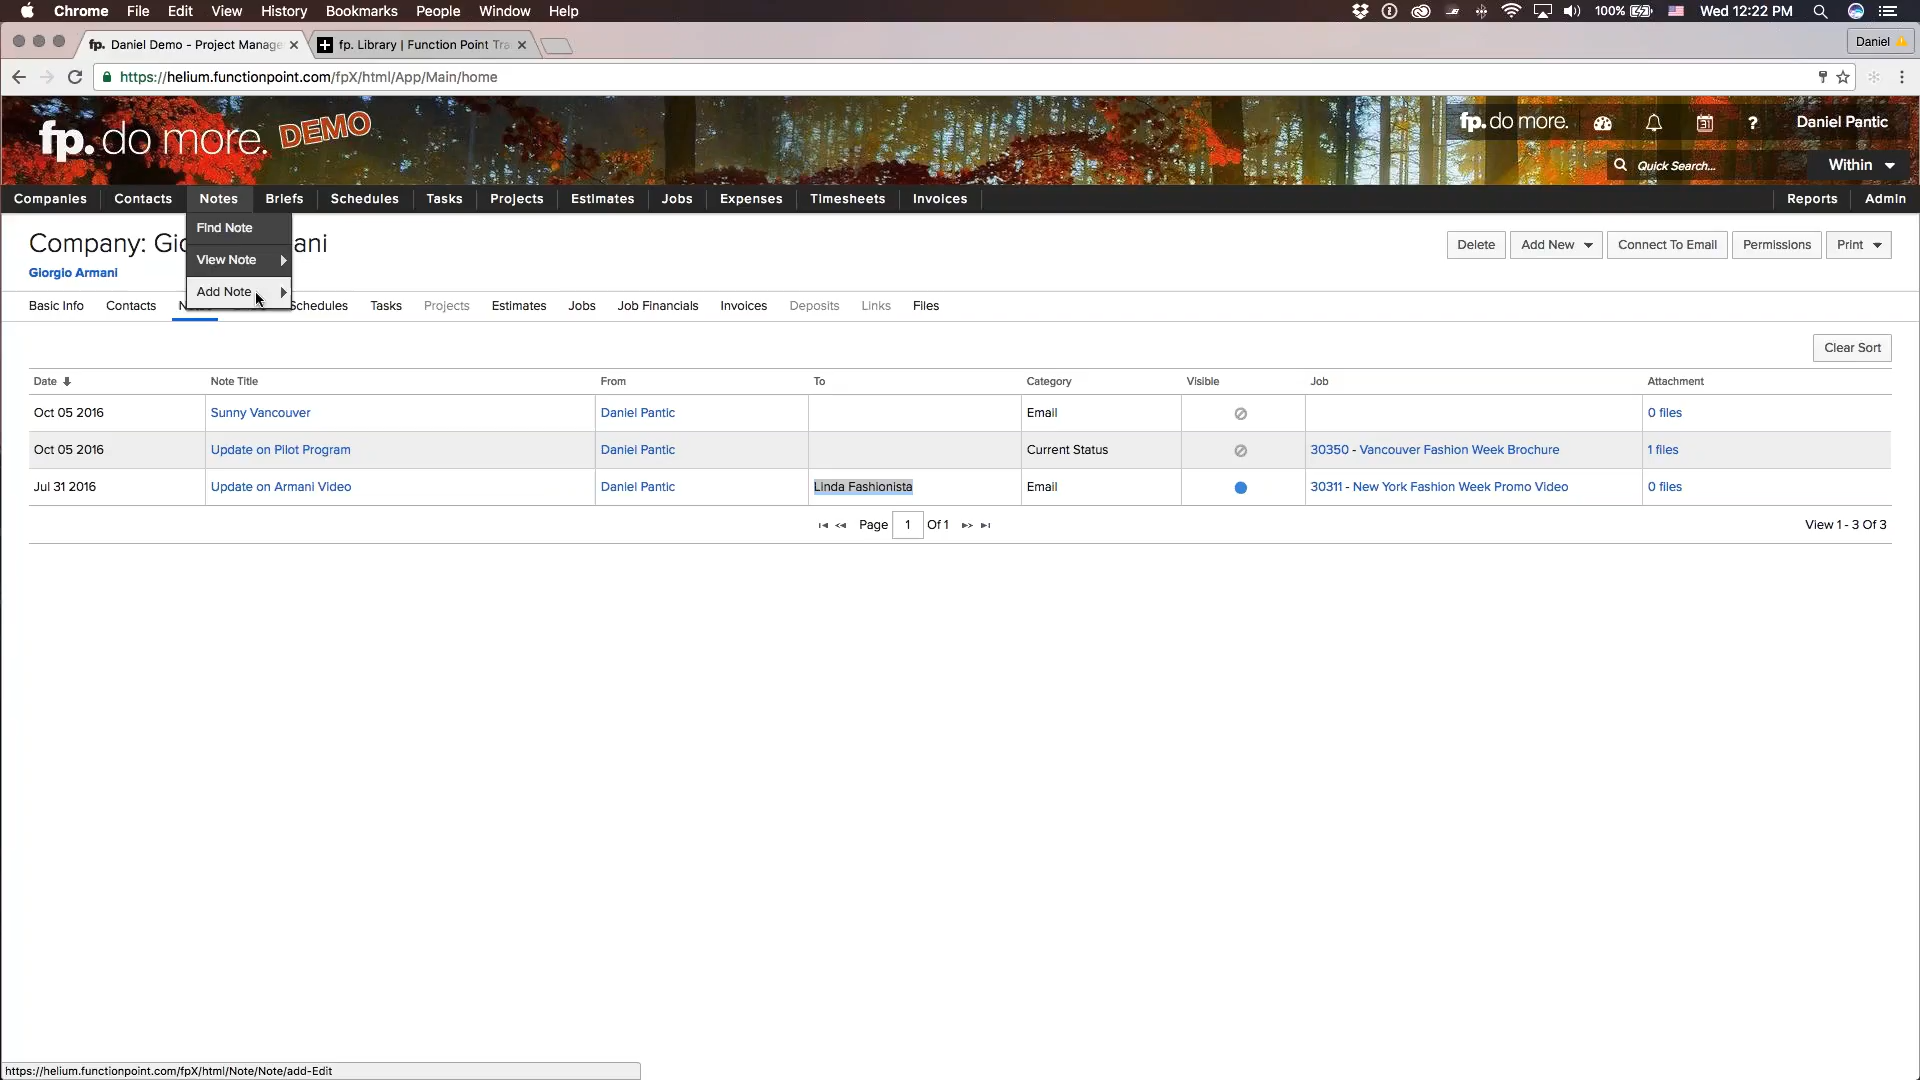 Chrome File Edit View History Bookmarks People Window Help 100% Wed 12:22 PM
fp. Daniel Demo - Project Manage fp. Library | Function Point Tra Daniel
https://helium.functionpoint.com/fpX/html/App/Main/home
fp. do more. DEMO
fp. do more. 31 ? Daniel Pantic
Quick Search... Within
Companies Contacts Notes Briefs Schedules Tasks Projects Estimates Jobs Expenses Timesheets Invoices Reports Admin
Find Note
View Note
Add Note
Company: Gio ani
Giorgio Armani
Delete Add New Connect To Email Permissions Print
Basic Info Contacts N Schedules Tasks Projects Estimates Jobs Job Financials Invoices Deposits Links Files
Clear Sort
Date Note Title From To Category Visible Job Attachment
Oct 05 2016 Sunny Vancouver Daniel Pantic Email 0 files
Oct 05 2016 Update on Pilot Program Daniel Pantic Current Status 30350 - Vancouver Fashion Week Brochure 1 files
Jul 31 2016 Update on Armani Video Daniel Pantic Linda Fashionista Email 30311 - New York Fashion Week Promo Video 0 files
Page 1 Of 1 View 1 - 3 Of 3
https://helium.functionpoint.com/fpX/html/Note/Note/add-Edit